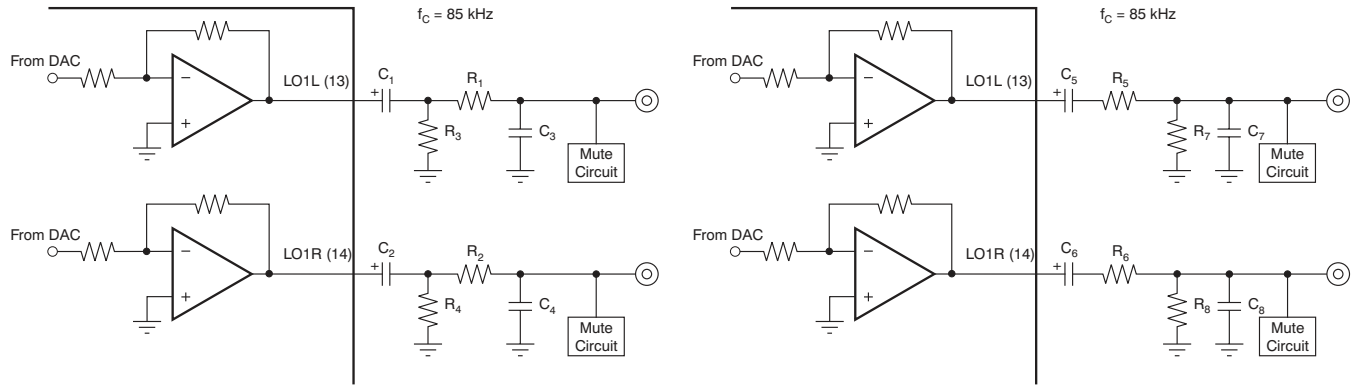 f_C = 85 kHz
From DAC
−
+
LO1L (13)
+
C₁
R₁
R₃
C₃
Mute
Circuit
From DAC
−
+
LO1R (14)
+
C₂
R₂
R₄
C₄
Mute
Circuit
f_C = 85 kHz
From DAC
−
+
LO1L (13)
+
C₅
R₅
R₇
C₇
Mute
Circuit
From DAC
−
+
LO1R (14)
+
C₆
R₆
R₈
C₈
Mute
Circuit